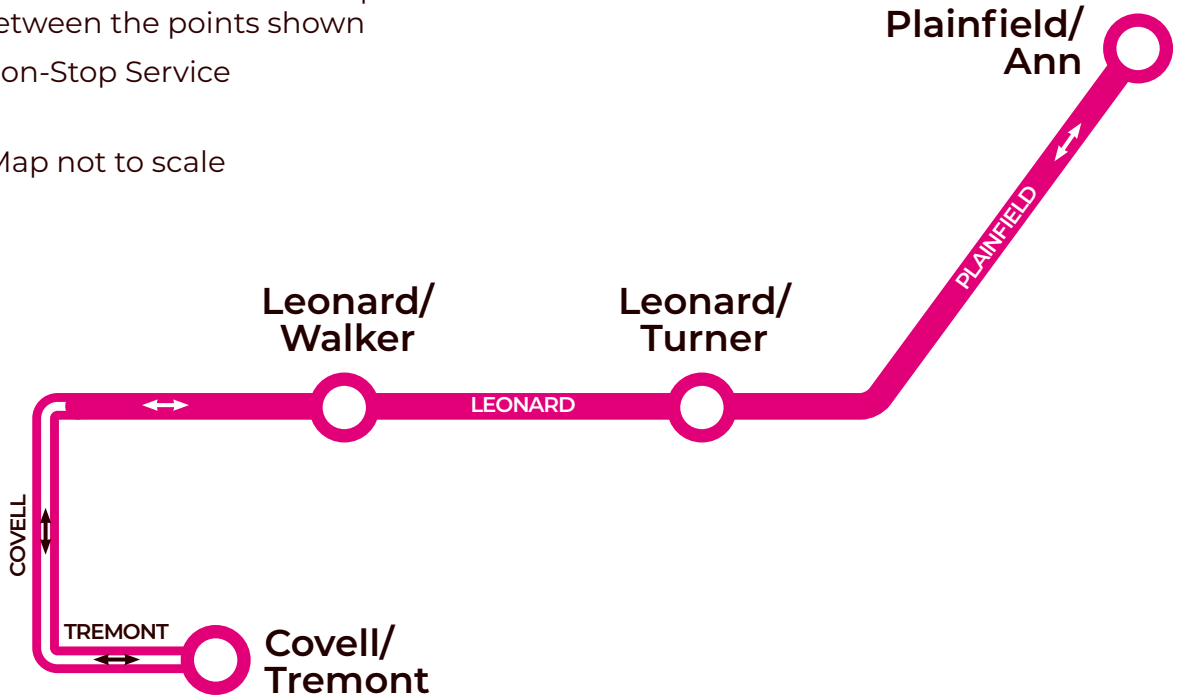 between the points shown
on-Stop Service
Map not to scale
Plainfield/
Ann
PLAINFIELD
Leonard/
Walker
Leonard/
Turner
LEONARD
COVELL
TREMONT
Covell/
Tremont